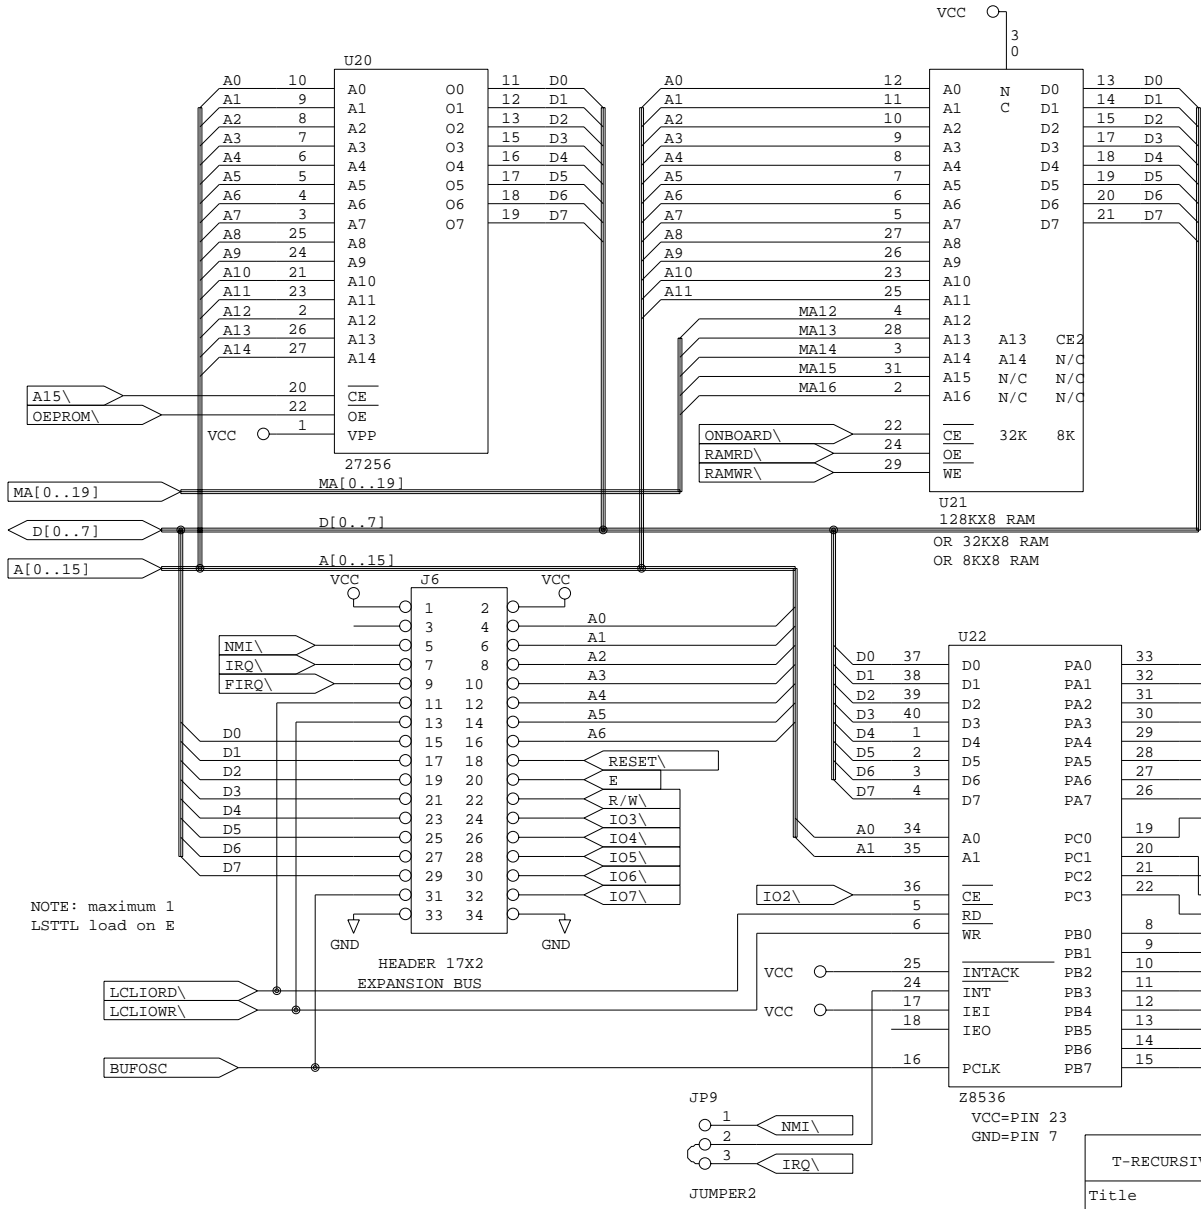 VCC
3
0
U20
A0 10 A0 O0 11 D0
A1 9 A1 O1 12 D1
A2 8 A2 O2 13 D2
A3 7 A3 O3 15 D3
A4 6 A4 O4 16 D4
A5 5 A5 O5 17 D5
A6 4 A6 O6 18 D6
A7 3 A7 O7 19 D7
A8 25 A8
A9 24 A9
A10 21 A10
A11 23 A11
A12 2 A12
A13 26 A13
A14 27 A14
A15\ 20 CE
OEPROM\ 22 OE
VCC 1 VPP
27256
A0 12 A0 N D0 13 D0
A1 11 A1 C D1 14 D1
A2 10 A2 D2 15 D2
A3 9 A3 D3 17 D3
A4 8 A4 D4 18 D4
A5 7 A5 D5 19 D5
A6 6 A6 D6 20 D6
A7 5 A7 D7 21 D7
A8 27 A8
A9 26 A9
A10 23 A10
A11 25 A11
MA12 4 A12
MA13 28 A13 A13 CE2
MA14 3 A14 A14 N/C
MA15 31 A15 N/C N/C
MA16 2 A16 N/C N/C
ONBOARD\ 22 CE 32K 8K
RAMRD\ 24 OE
RAMWR\ 29 WE
U21
128KX8 RAM
OR 32KX8 RAM
OR 8KX8 RAM
MA[0..19] MA[0..19]
D[0..7] D[0..7]
A[0..15] A[0..15]
VCC J6 VCC
1 2
3 4 A0
NMI\ 5 6 A1
IRQ\ 7 8 A2
FIRQ\ 9 10 A3
11 12 A4
13 14 A5
D0 15 16 A6
D1 17 18 RESET\
D2 19 20 E
D3 21 22 R/W\
D4 23 24 IO3\
D5 25 26 IO4\
D6 27 28 IO5\
D7 29 30 IO6\
31 32 IO7\
33 34
GND GND
HEADER 17X2
EXPANSION BUS
NOTE: maximum 1
LSTTL load on E
LCLIORD\
LCLIOWR\
BUFOSC
U22
D0 37 D0 PA0 33
D1 38 D1 PA1 32
D2 39 D2 PA2 31
D3 40 D3 PA3 30
D4 1 D4 PA4 29
D5 2 D5 PA5 28
D6 3 D6 PA6 27
D7 4 D7 PA7 26
A0 34 A0 PC0 19
A1 35 A1 PC1 20
PC2 21
IO2\ 36 CE PC3 22
5 RD
6 WR PB0 8
PB1 9
VCC 25 INTACK PB2 10
24 INT PB3 11
VCC 17 IEI PB4 12
18 IEO PB5 13
PB6 14
16 PCLK PB7 15
Z8536
VCC=PIN 23
GND=PIN 7
JP9
1 NMI\
2
3 IRQ\
JUMPER2
T-RECURSIV
Title